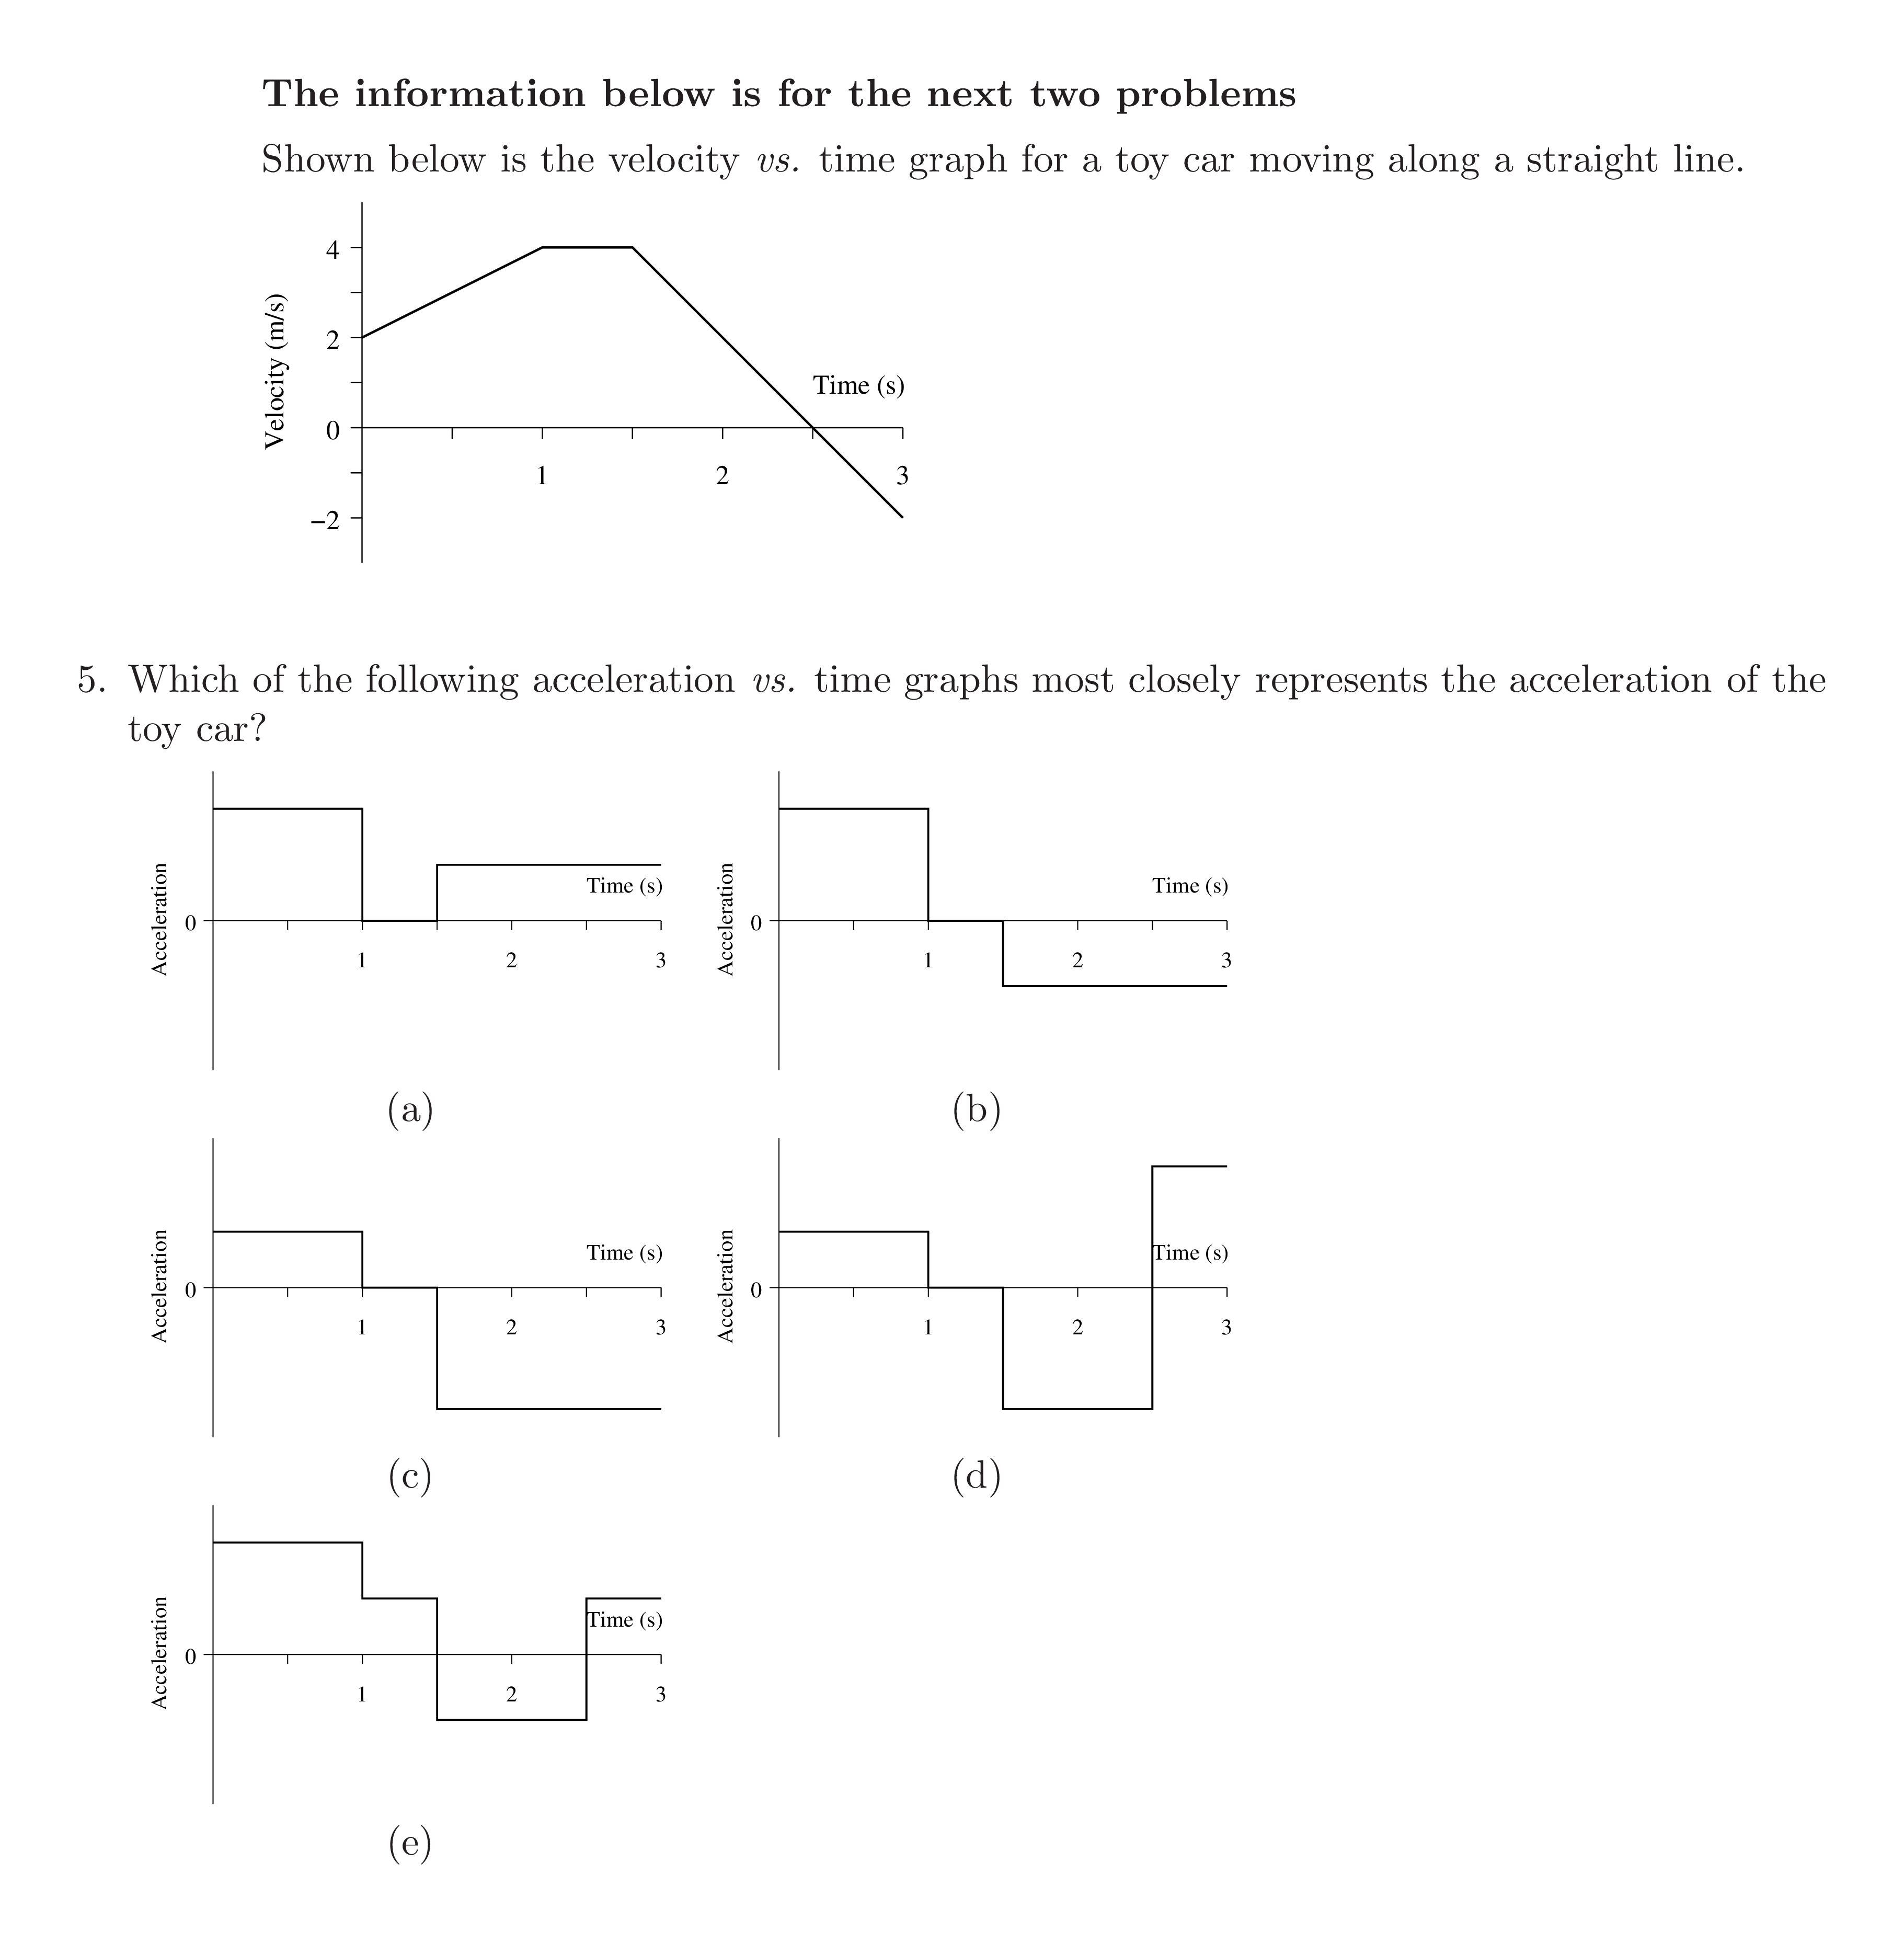 The information below is for the next two problems
Shown below is the velocity vs. time graph for a toy car moving along a straight line.
4
2
0
−2
Velocity (m/s)
Time (s)
1
2
3
5. Which of the following acceleration vs. time graphs most closely represents the acceleration of the
toy car?
Acceleration
0
Time (s)
1
2
3
(a)
Acceleration
0
Time (s)
1
2
3
(b)
Acceleration
0
Time (s)
1
2
3
(c)
Acceleration
0
Time (s)
1
2
3
(d)
Acceleration
0
Time (s)
1
2
3
(e)